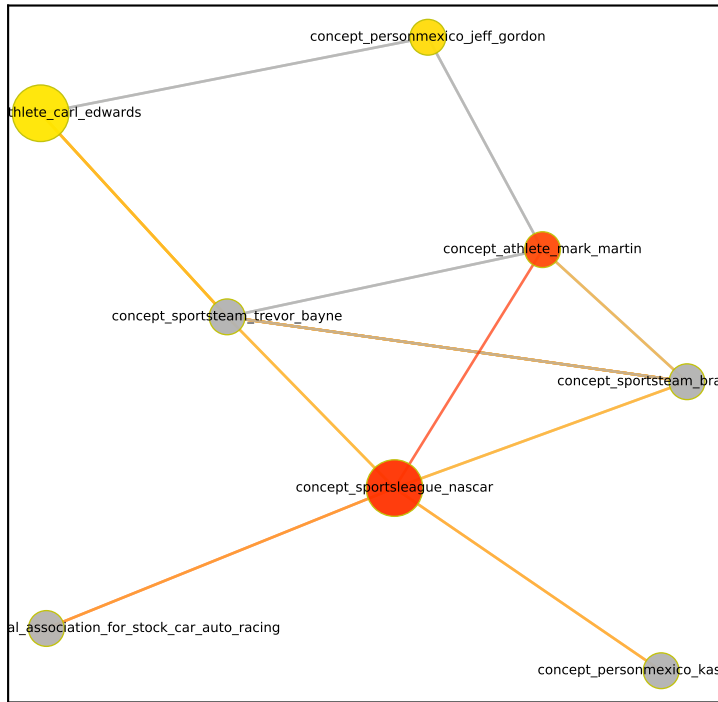 concept_personmexico_jeff_gordon
thlete_carl_edwards
concept_athlete_mark_martin
concept_sportsteam_trevor_bayne
concept_sportsteam_bra
concept_sportsleague_nascar
al_association_for_stock_car_auto_racing
concept_personmexico_kas